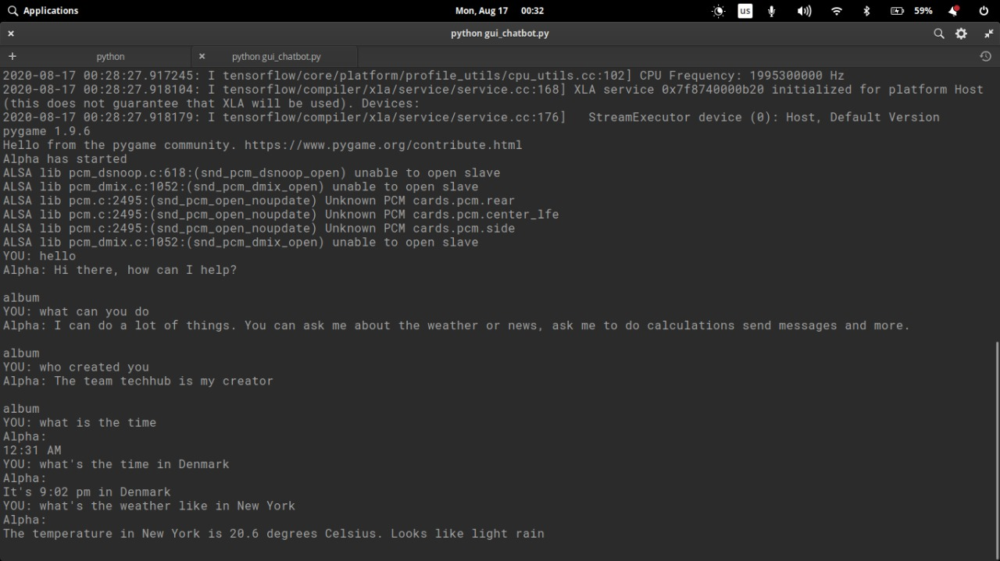 Applications
Mon, Aug 17 00:32
us
59%
python gui_chatbot.py
python
python gui_chatbot.py
2020-08-17 00:28:27.917245: I tensorflow/core/platform/profile_utils/cpu_utils.cc:102] CPU Frequency: 1995300000 Hz
2020-08-17 00:28:27.918104: I tensorflow/compiler/xla/service/service.cc:168] XLA service 0x7f8740000b20 initialized for platform Host
(this does not guarantee that XLA will be used). Devices:
2020-08-17 00:28:27.918179: I tensorflow/compiler/xla/service/service.cc:176]   StreamExecutor device (0): Host, Default Version
pygame 1.9.6
Hello from the pygame community. https://www.pygame.org/contribute.html
Alpha has started
ALSA lib pcm_dsnoop.c:618:(snd_pcm_dsnoop_open) unable to open slave
ALSA lib pcm_dmix.c:1052:(snd_pcm_dmix_open) unable to open slave
ALSA lib pcm.c:2495:(snd_pcm_open_noupdate) Unknown PCM cards.pcm.rear
ALSA lib pcm.c:2495:(snd_pcm_open_noupdate) Unknown PCM cards.pcm.center_lfe
ALSA lib pcm.c:2495:(snd_pcm_open_noupdate) Unknown PCM cards.pcm.side
ALSA lib pcm_dmix.c:1052:(snd_pcm_dmix_open) unable to open slave
YOU: hello
Alpha: Hi there, how can I help?
album
YOU: what can you do
Alpha: I can do a lot of things. You can ask me about the weather or news, ask me to do calculations send messages and more.
album
YOU: who created you
Alpha: The team techhub is my creator
album
YOU: what is the time
Alpha:
12:31 AM
YOU: what's the time in Denmark
Alpha:
It's 9:02 pm in Denmark
YOU: what's the weather like in New York
Alpha:
The temperature in New York is 20.6 degrees Celsius. Looks like light rain